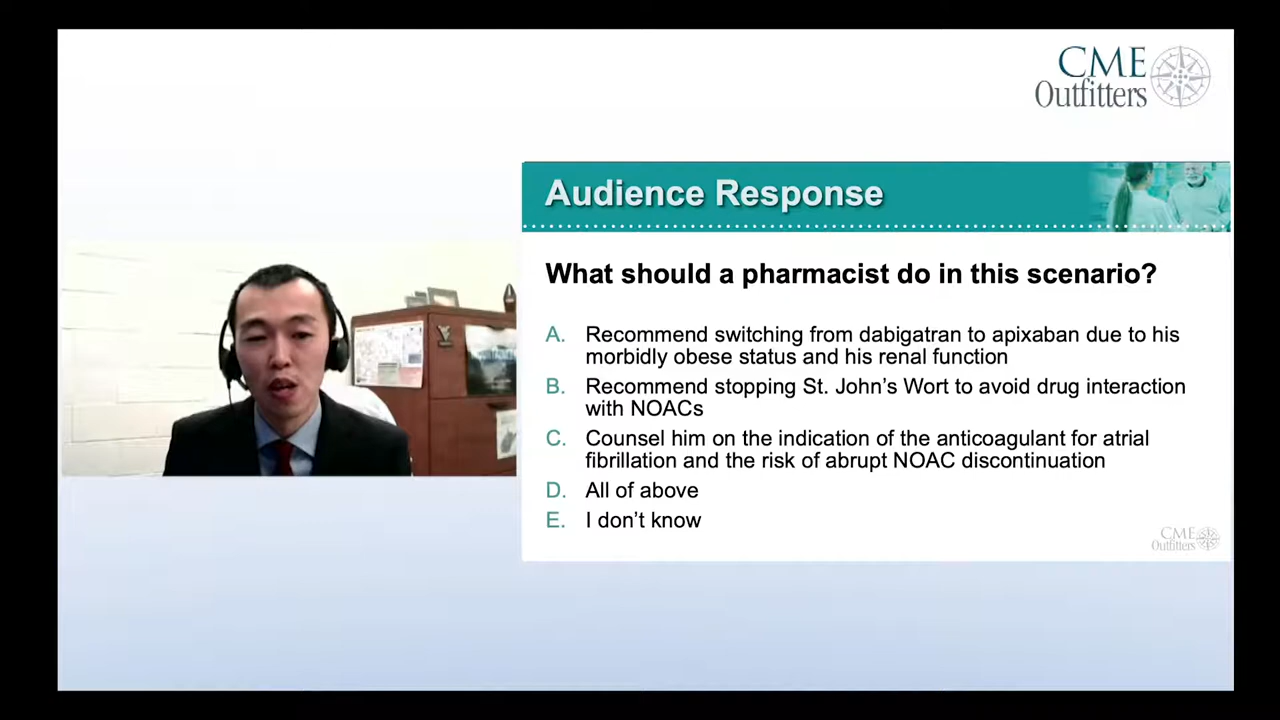 CME
Outfitters
Audience Response
What should a pharmacist do in this scenario?
A. Recommend switching from dabigatran to apixaban due to his
morbidly obese status and his renal function
B. Recommend stopping St. John’s Wort to avoid drug interaction
with NOACs
C. Counsel him on the indication of the anticoagulant for atrial
fibrillation and the risk of abrupt NOAC discontinuation
D. All of above
E. I don’t know
CME
Outfitters